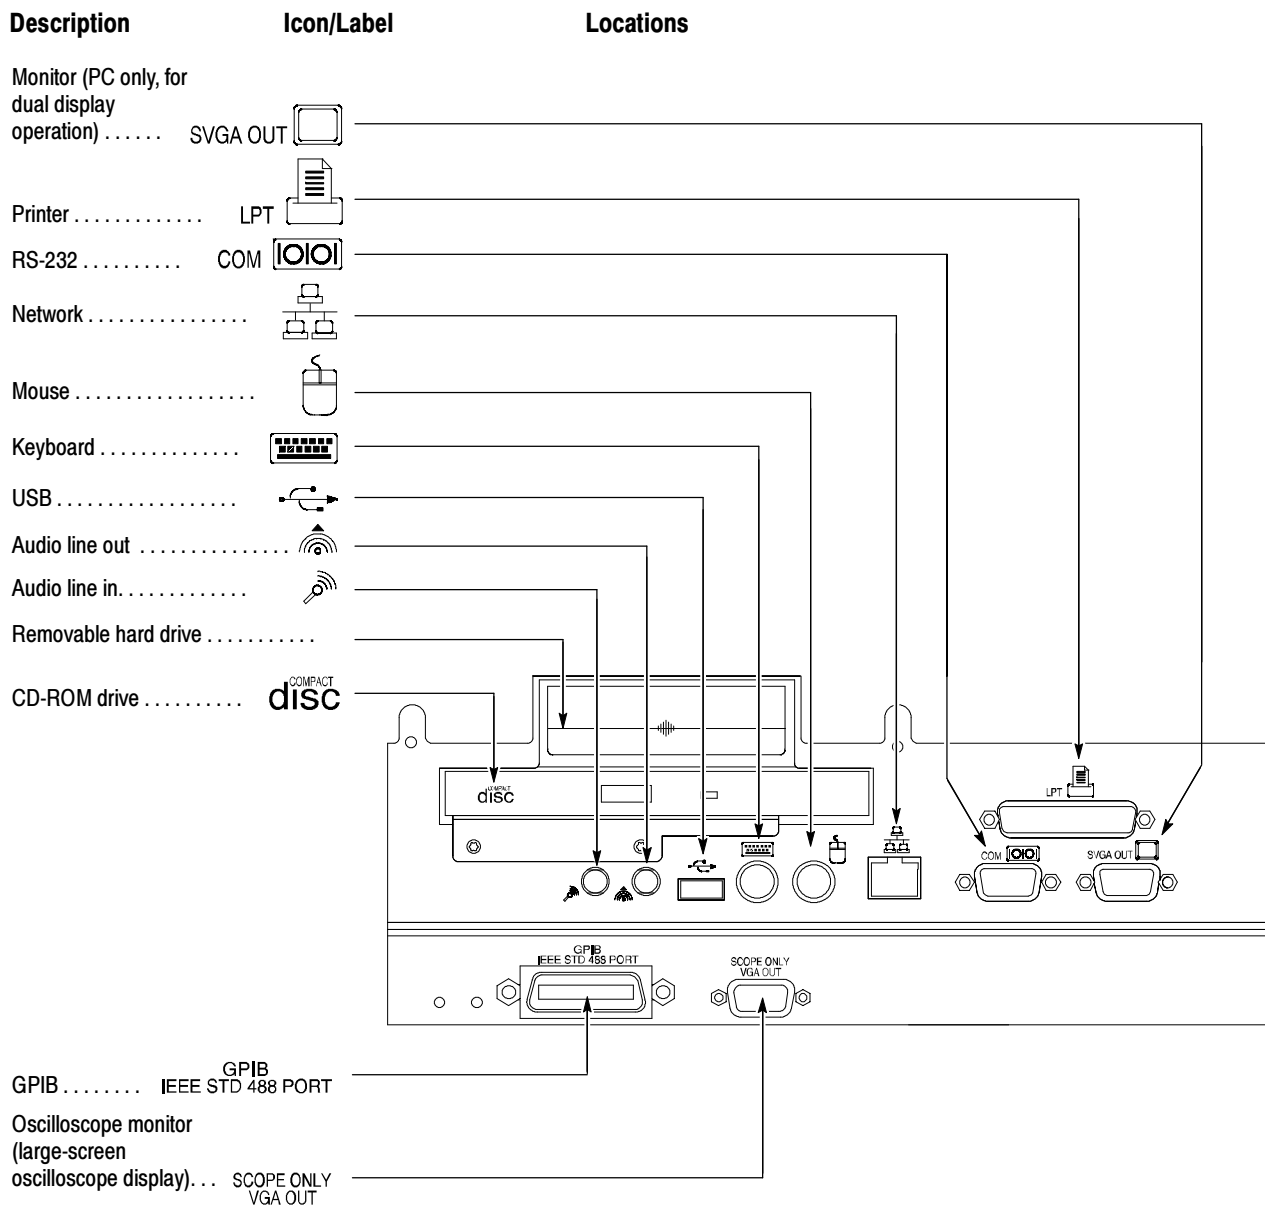 Description Icon/Label Locations
Monitor (PC only, for
dual display
operation) . . . . . . SVGA OUT
Printer . . . . . . . . . . . . . LPT
RS-232 . . . . . . . . . . COM IOIOI
Network . . . . . . . . . . . . . . . .
Mouse . . . . . . . . . . . . . . . . . .
Keyboard . . . . . . . . . . . . . .
USB . . . . . . . . . . . . . . . . . .
Audio line out . . . . . . . . . . . . . . .
Audio line in. . . . . . . . . . . . .
Removable hard drive . . . . . . . . . . .
CD-ROM drive . . . . . . . . . . COMPACT
disc
LPT
COMPACT
disc
COM IOIOI SVGA OUT
GPIB
IEEE STD 488 PORT
SCOPE ONLY
VGA OUT
GPIB . . . . . . . . GPIB
IEEE STD 488 PORT
Oscilloscope monitor
(large-screen
oscilloscope display). . . SCOPE ONLY
VGA OUT